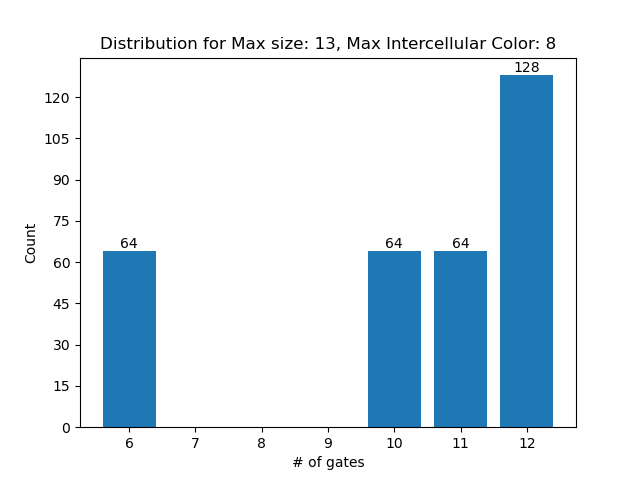 Distribution for Max size: 13, Max Intercellular Color: 8
128
120
105
90
75
64 64 64
60
45
30
15
0
6 7 8 9 10 11 12
Count
# of gates